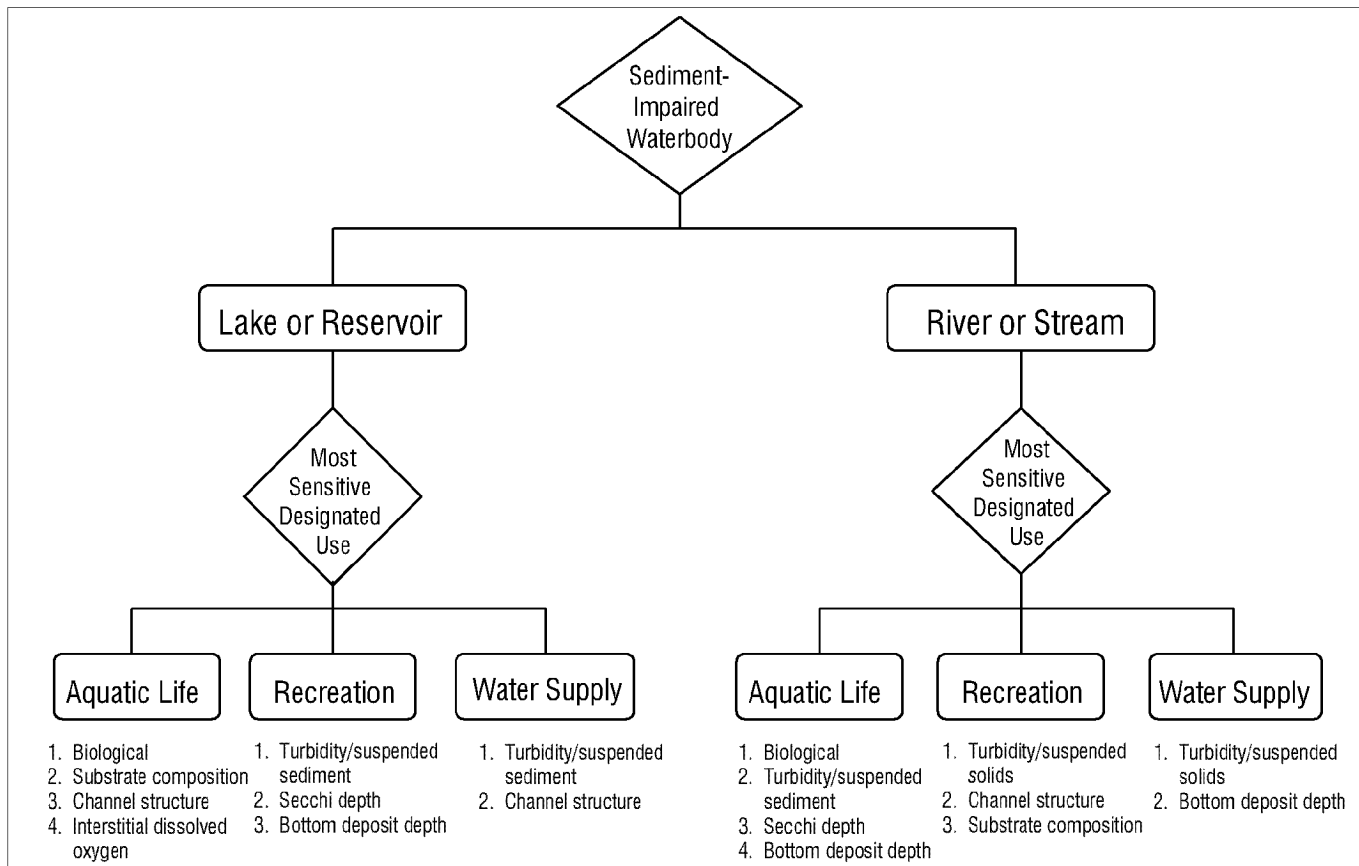 Sediment-
Impaired
Waterbody
Lake or Reservoir
River or Stream
Most
Sensitive
Designated
Use
Most
Sensitive
Designated
Use
Aquatic Life
Recreation
Water Supply
Aquatic Life
Recreation
Water Supply
1. Biological
2. Substrate composition
3. Channel structure
4. Interstitial dissolved
oxygen
1. Turbidity/suspended
sediment
2. Secchi depth
3. Bottom deposit depth
1. Turbidity/suspended
sediment
2. Channel structure
1. Biological
2. Turbidity/suspended
sediment
3. Secchi depth
4. Bottom deposit depth
1. Turbidity/suspended
solids
2. Channel structure
3. Substrate composition
1. Turbidity/suspended
solids
2. Bottom deposit depth